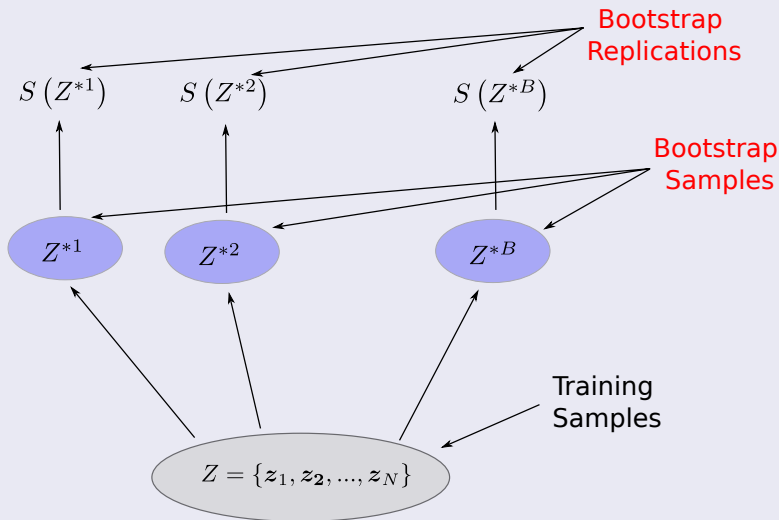 Bootstrap
Replications
S(Z*1) S(Z*2) S(Z*B)
Bootstrap
Samples
Z*1 Z*2 Z*B
Training
Samples
Z = {z1, z2, ..., zN}